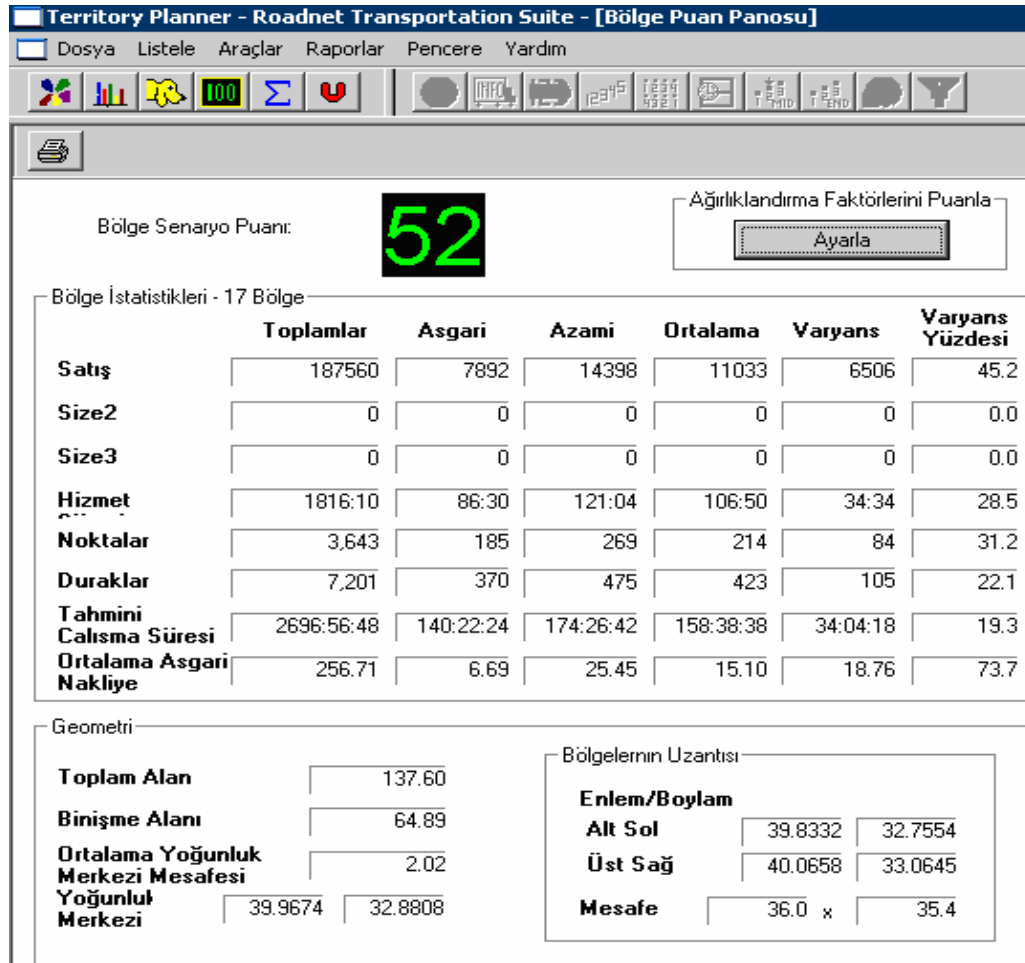 Territory Planner - Roadnet Transportation Suite - [Bölge Puan Panosu]
Dosya Listele Araçlar Raporlar Pencere Yardım
100 INFO 12345 12344321 MID END
Bölge Senaryo Puanı: 52
Ağırlıklandırma Faktörlerini Puanla
Ayarla
Bölge İstatistikleri - 17 Bölge
Toplamlar Asgari Azami Ortalama Varyans Varyans Yüzdesi
Satış 187560 7892 14398 11033 6506 45.2
Size2 0 0 0 0 0 0.0
Size3 0 0 0 0 0 0.0
Hizmet 1816:10 86:30 121:04 106:50 34:34 28.5
Noktalar 3,643 185 269 214 84 31.2
Duraklar 7,201 370 475 423 105 22.1
Tahmini
Calısma Süresi 2696:56:48 140:22:24 174:26:42 158:38:38 34:04:18 19.3
Ortalama Asgari
Nakliye 256.71 6.69 25.45 15.10 18.76 73.7
Geometri
Toplam Alan 137.60
Binişme Alanı 64.89
Ortalama Yoğunluk
Merkezi Mesafesi 2.02
Yoğunluk
Merkezi 39.9674 32.8808
Bölgelernın Uzantısı
Enlem/Boylam
Alt Sol 39.8332 32.7554
Üst Sağ 40.0658 33.0645
Mesafe 36.0 x 35.4